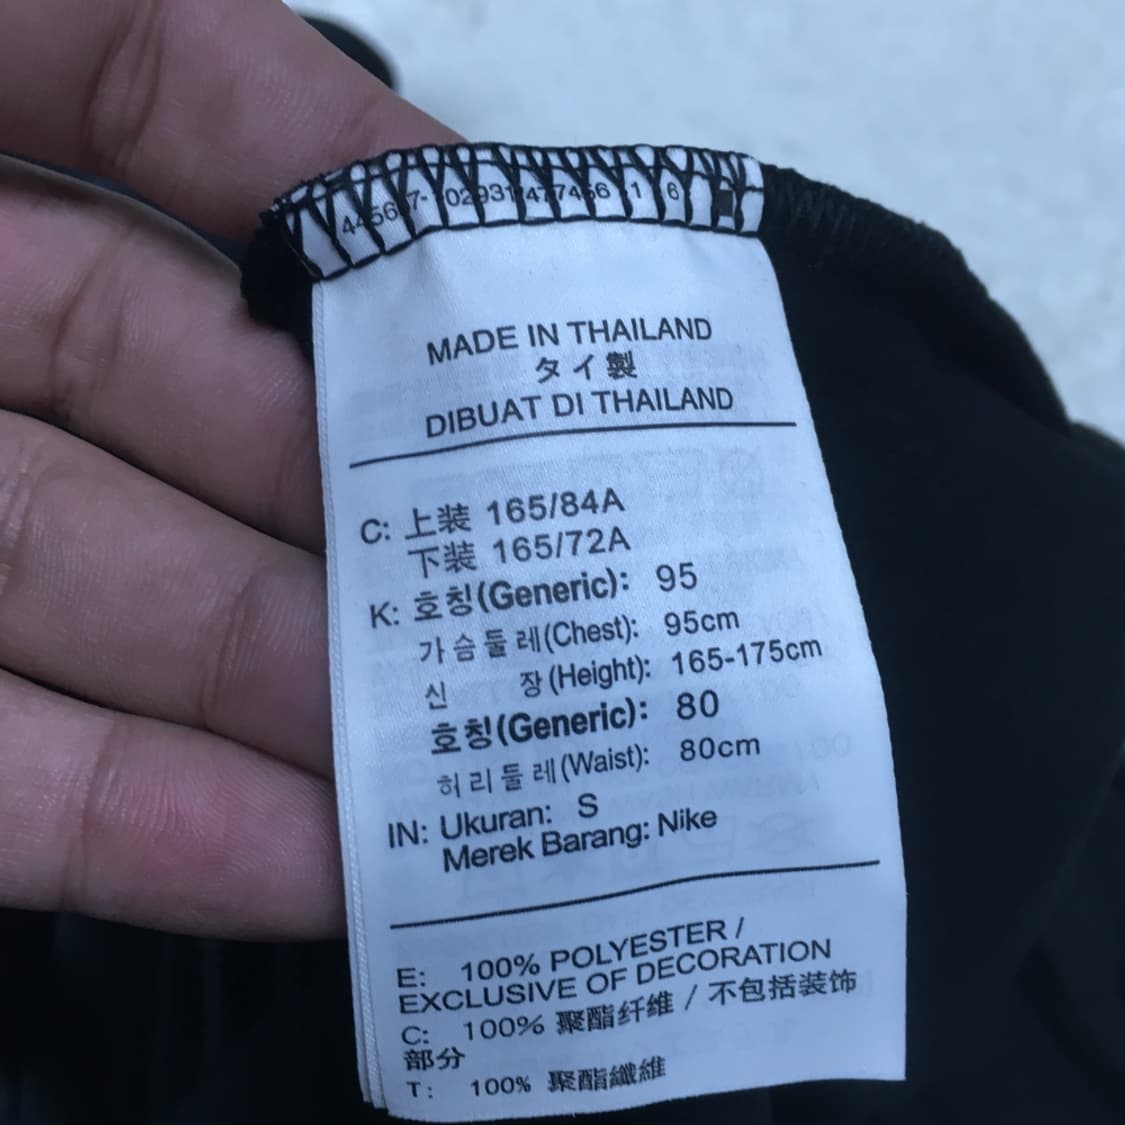 MADE IN THAILAND
タイ製
DIBUAT DI THAILAND
C: 上装 165/84A
下装 165/72A
K: 호칭(Generic): 95
가슴둘레(Chest): 95cm
신 장(Height): 165-175cm
호칭(Generic): 80
허리둘레(Waist): 80cm
IN: Ukuran: S
Merek Barang: Nike
E: 100% POLYESTER /
EXCLUSIVE OF DECORATION
C: 100% 聚酯纤维 / 不包括装饰
部分
T: 100% 聚酯纖維